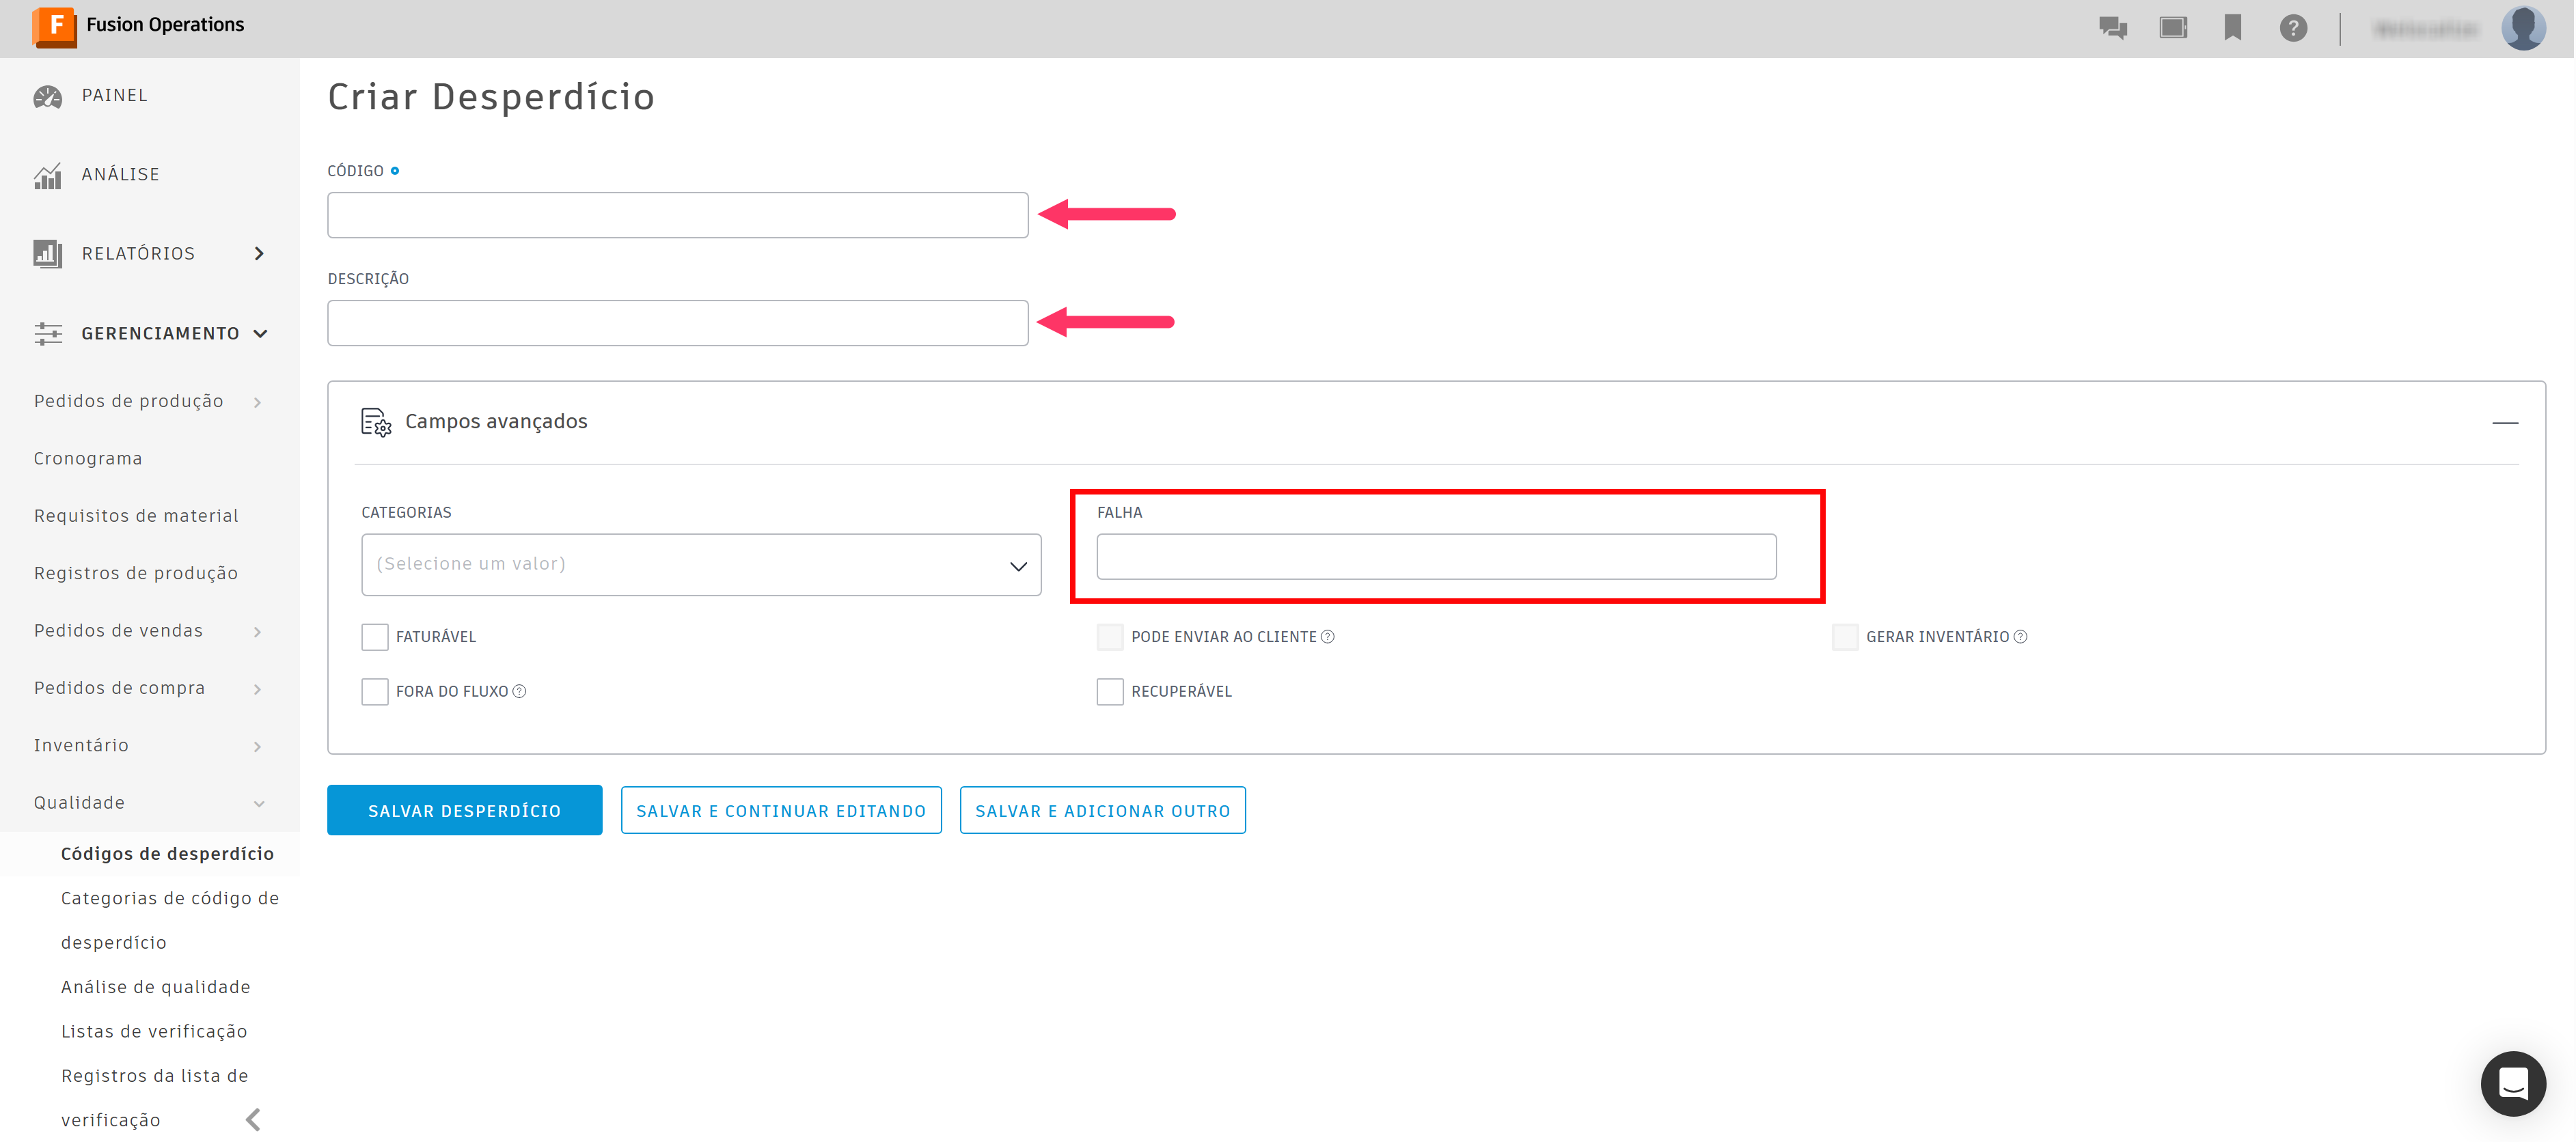 F Fusion Operations
?
PAINEL
ANÁLISE
RELATÓRIOS
GERENCIAMENTO
Pedidos de produção
Cronograma
Requisitos de material
Registros de produção
Pedidos de vendas
Pedidos de compra
Inventário
Qualidade
Códigos de desperdício
Categorias de código de
desperdício
Análise de qualidade
Listas de verificação
Registros da lista de
verificação
Criar Desperdício
CÓDIGO
DESCRIÇÃO
Campos avançados
CATEGORIAS
(Selecione um valor)
FALHA
FATURÁVEL
PODE ENVIAR AO CLIENTE ?
GERAR INVENTÁRIO ?
FORA DO FLUXO ?
RECUPERÁVEL
SALVAR DESPERDÍCIO
SALVAR E CONTINUAR EDITANDO
SALVAR E ADICIONAR OUTRO